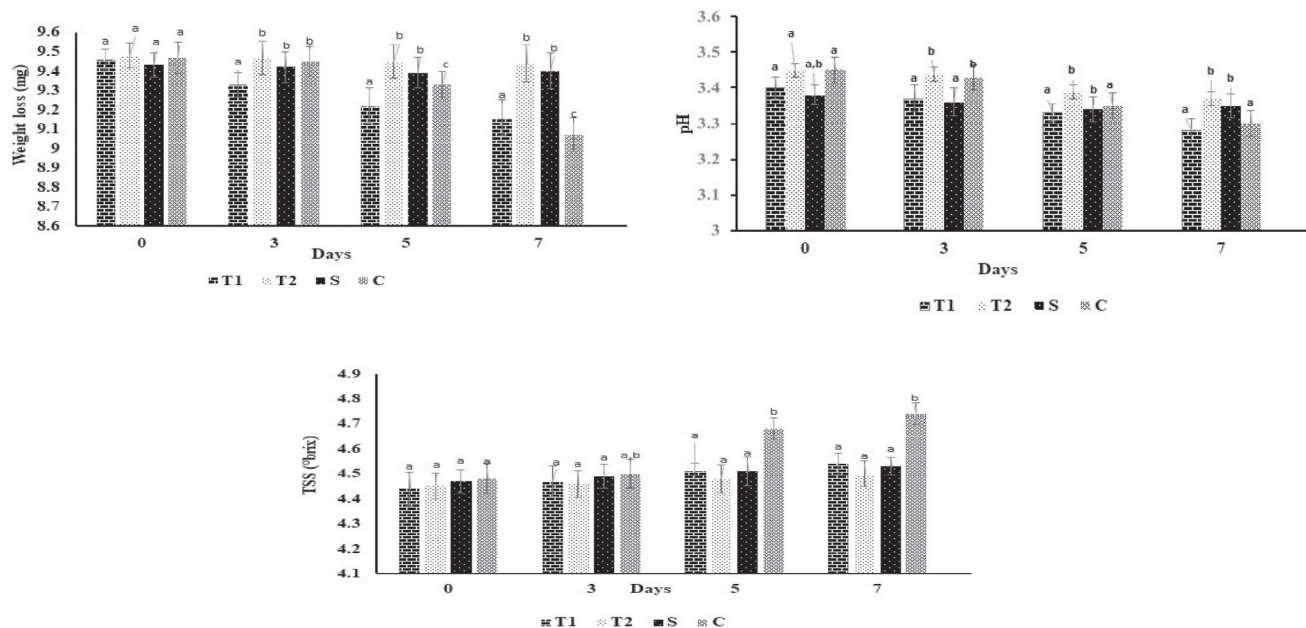 Weight loss (mg)
9.6
9.5
9.4
9.3
9.2
9.1
9
8.9
8.8
8.7
8.6
a a a a
a b b b
a b b c
a b b c
0 3 5 7
Days
T1 T2 S C
pH
3.6
3.5
3.4
3.3
3.2
3.1
3
a a a,b a
a b a b
a b b a
a b b a
0 3 5 7
Days
T1 T2 S C
TSS (⁰brix)
4.9
4.8
4.7
4.6
4.5
4.4
4.3
4.2
4.1
a a a a
a a a a,b
a a a b
a a a b
0 3 Days 5 7
T1 T2 S C